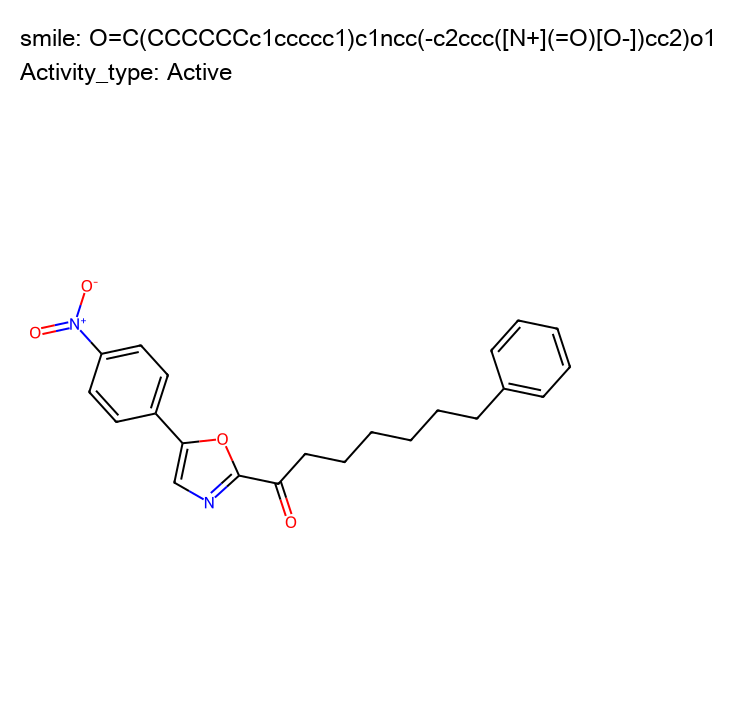 smile: O=C(CCCCCCc1ccccc1)c1ncc(-c2ccc([N+](=O)[O-])cc2)o1
Activity_type: Active
O⁻
N⁺
O
O
N
O